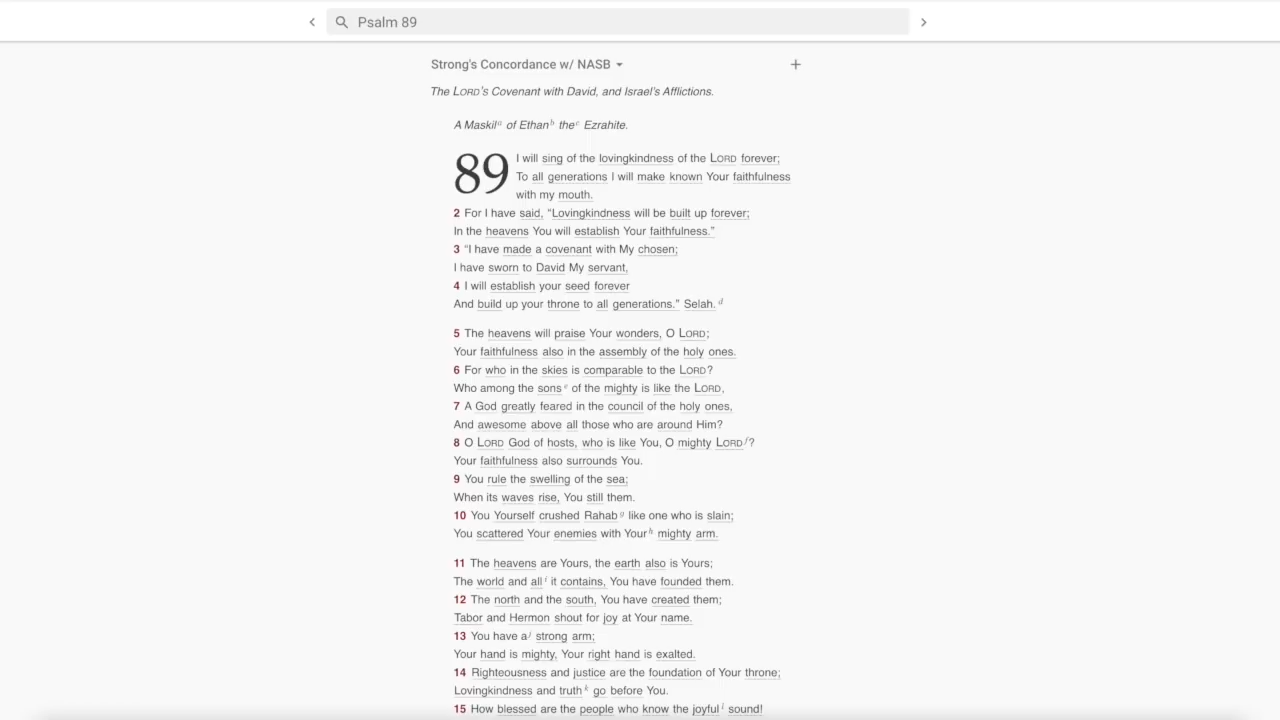 Psalm 89
Strong's Concordance w/ NASB
The LORD'S Covenant with David, and Israel's Afflictions.
A Maskil a of Ethan b the c Ezrahite.
89 I will sing of the lovingkindness of the LORD forever;
To all generations I will make known Your faithfulness
with my mouth.
2 For I have said, “Lovingkindness will be built up forever;
In the heavens You will establish Your faithfulness.”
3 “I have made a covenant with My chosen;
I have sworn to David My servant,
4 I will establish your seed forever
And build up your throne to all generations.” Selah. d
5 The heavens will praise Your wonders, O LORD;
Your faithfulness also in the assembly of the holy ones.
6 For who in the skies is comparable to the LORD?
Who among the sons e of the mighty is like the LORD,
7 A God greatly feared in the council of the holy ones,
And awesome above all those who are around Him?
8 O LORD God of hosts, who is like You, O mighty LORD f?
Your faithfulness also surrounds You.
9 You rule the swelling of the sea;
When its waves rise, You still them.
10 You Yourself crushed Rahab g like one who is slain;
You scattered Your enemies with Your h mighty arm.
11 The heavens are Yours, the earth also is Yours;
The world and all i it contains, You have founded them.
12 The north and the south, You have created them;
Tabor and Hermon shout for joy at Your name.
13 You have a j strong arm;
Your hand is mighty, Your right hand is exalted.
14 Righteousness and justice are the foundation of Your throne;
Lovingkindness and truth k go before You.
15 How blessed are the people who know the joyful l sound!